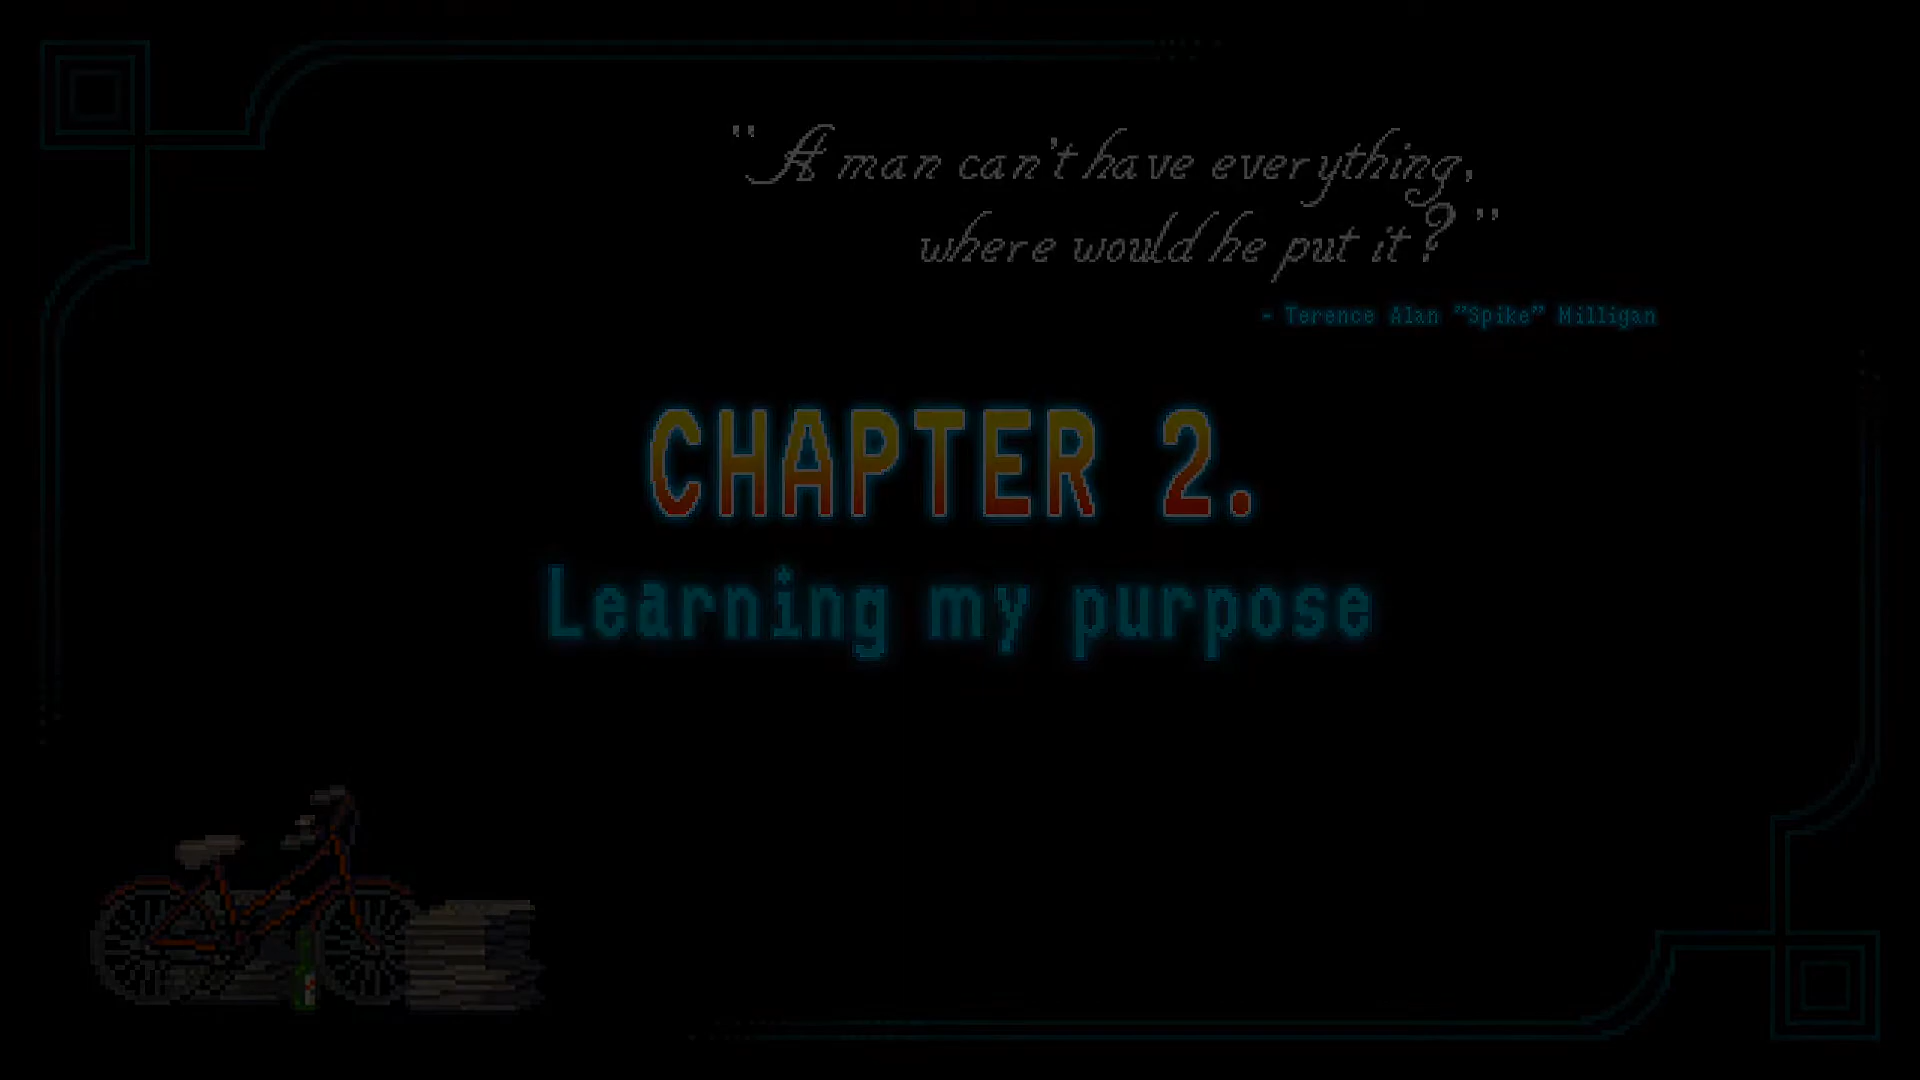 "A man can't have everything,
where would he put it?"
- Terence Alan "Spike" Milligan
CHAPTER 2.
Learning my purpose